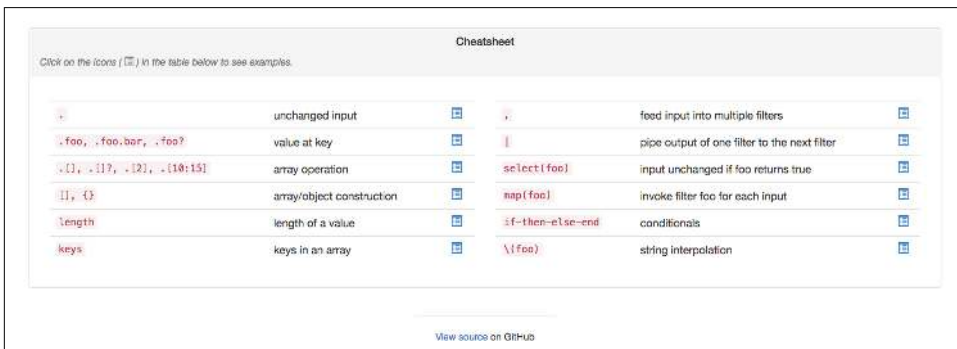 Cheatsheet
Click on the icons ( ) in the table below to see examples.
. unchanged input
.foo, .foo.bar, .foo? value at key
.[], .[]?, .[2], .[10:15] array operation
[], {} array/object construction
length length of a value
keys keys in an array
, feed input into multiple filters
| pipe output of one filter to the next filter
select(foo) input unchanged if foo returns true
map(foo) invoke filter foo for each input
if-then-else-end conditionals
\(foo) string interpolation
View source on GitHub